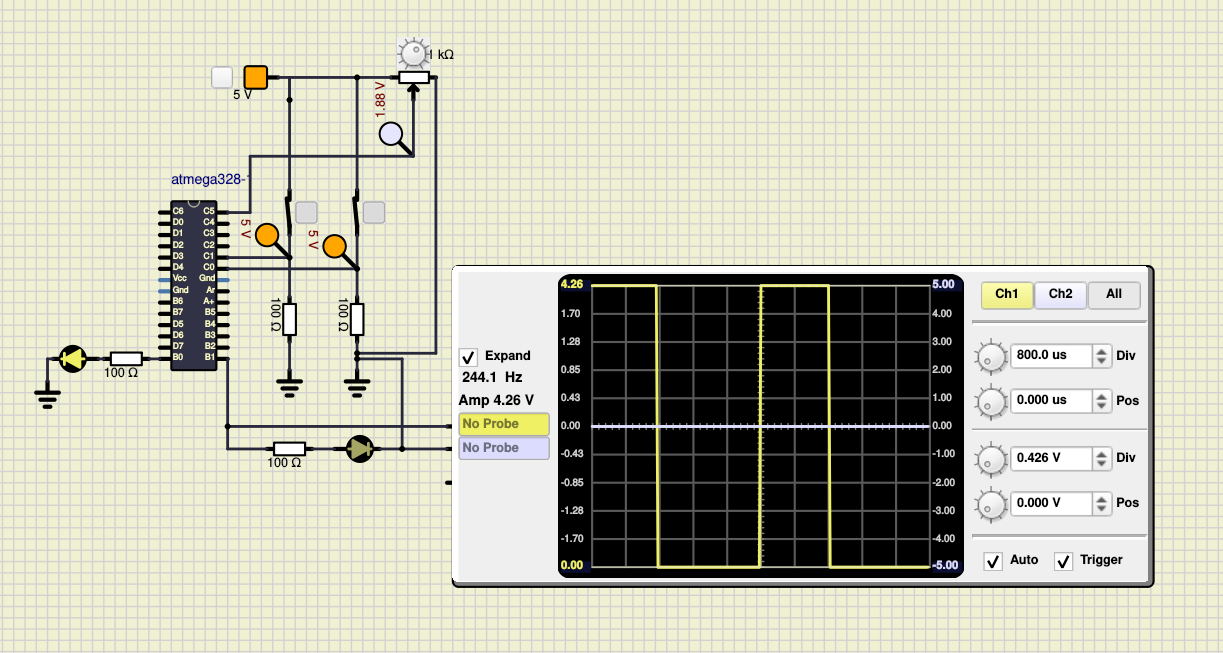 1 kΩ
5 V
1.88 V
atmega328-
C6 C5
D0 C4
D1 C3
D2 C2
D3 C1
D4 C0
Vcc Gnd
Gnd Ar
B6 A+
B7 B5
D5 B4
D6 B3
D7 B2
B0 B1
5 V
5 V
100 Ω
100 Ω
100 Ω
100 Ω
Expand
244.1 Hz
Amp 4.26 V
No Probe
No Probe
4.26
1.70
1.28
0.85
0.43
0.00
-0.43
-0.85
-1.28
-1.70
0.00
5.00
4.00
3.00
2.00
1.00
0.00
-1.00
-2.00
-3.00
-4.00
-5.00
Ch1 Ch2 All
800.0 us Div
0.000 us Pos
0.426 V Div
0.000 V Pos
Auto Trigger